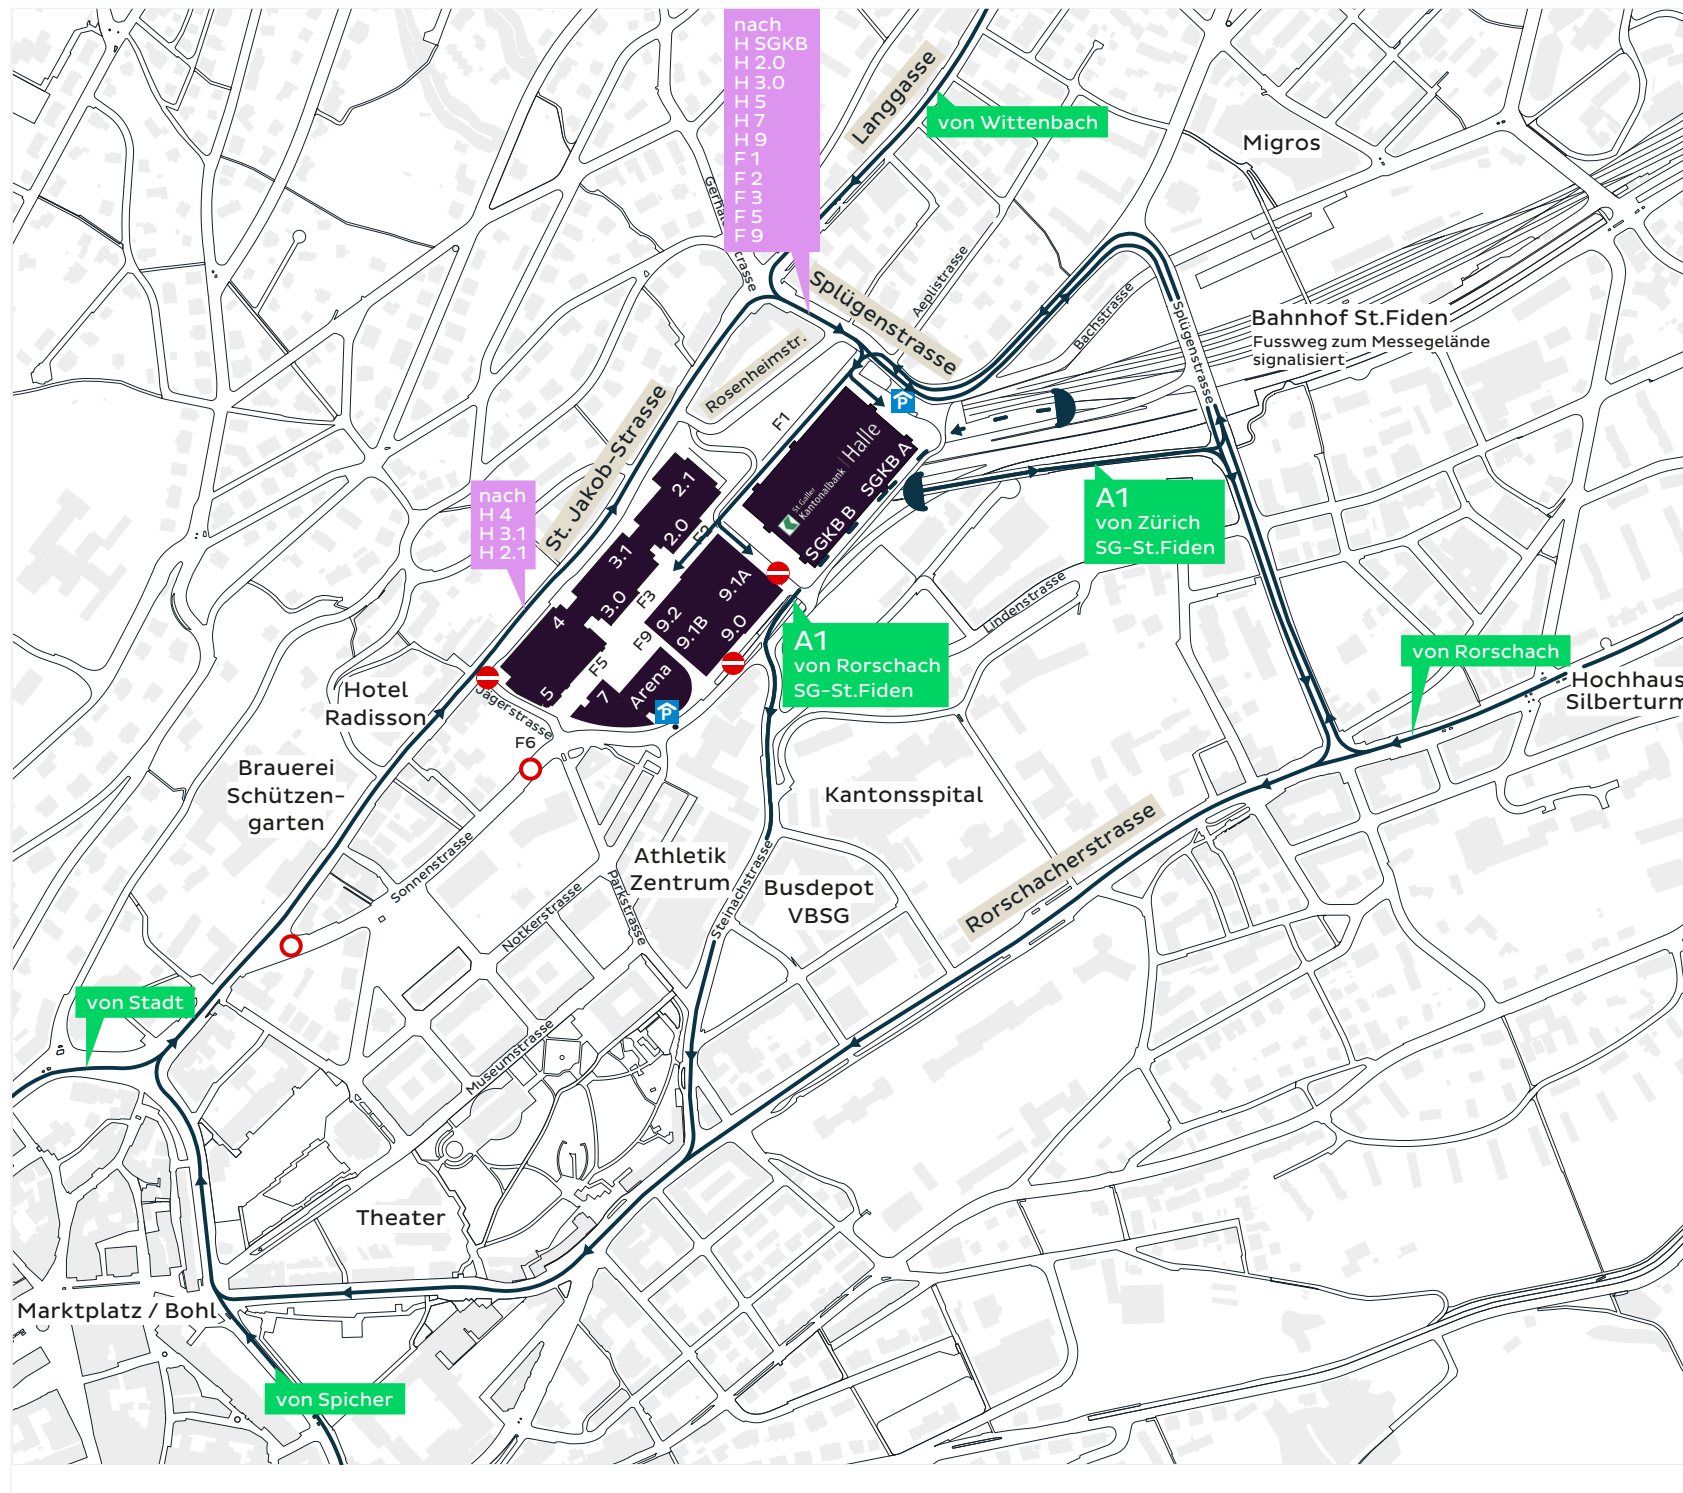 nach
H SGKB
H 2.0
H 3.0
H 5
H 7
H 9
F 1
F 2
F 3
F 5
F 9
Langgasse
von Wittenbach
Migros
Splügenstrasse
Aeplistrasse
Bachstrasse
Splügenstrasse
Bahnhof St.Fiden
Fussweg zum Messegelände
signalisiert
Rosenheimstr.
St. Jakob-Strasse
F1
P
St.Galler
Kantonalbank
Halle
SGKB A
SGKB B
nach
H 4
H 3.1
H 2.1
2.1
2.0
F2
3.1
3.0
F3
4
5
F5
F9
9.1A
9.2
9.1B
9.0
7
Arena
P
A1
von Zürich
SG-St.Fiden
A1
von Rorschach
SG-St.Fiden
Lindenstrasse
von Rorschach
Hochhaus
Silberturm
Hotel
Radisson
Jägerstrasse
F6
Brauerei
Schützen-
garten
Kantonsspital
Rorschacherstrasse
Athletik
Zentrum
Busdepot
VBSG
Sonnenstrasse
Notkerstrasse
Parkstrasse
Steinachstrasse
Museumstrasse
von Stadt
Theater
Marktplatz / Bohl
von Spicher